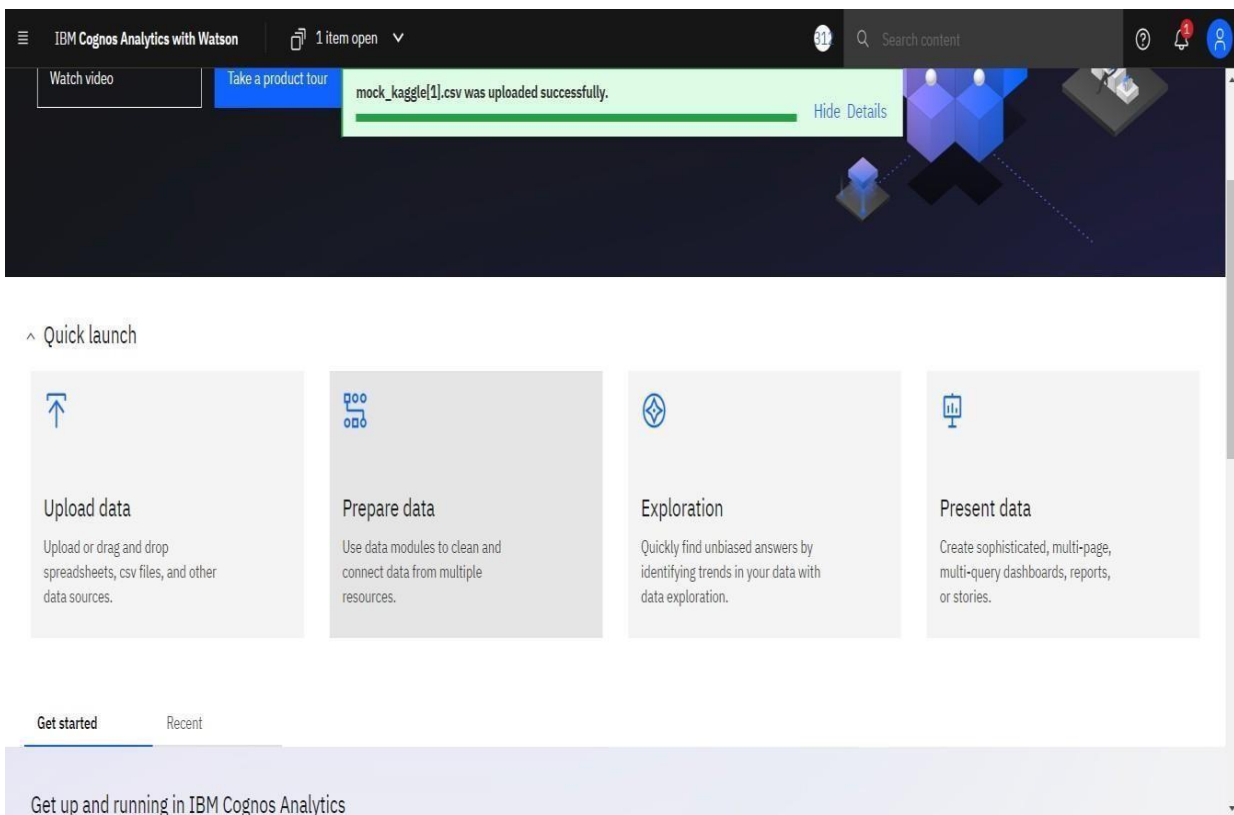 IBM Cognos Analytics with Watson
1 item open
312
Search content
1
Watch video
Take a product tour
mock_kaggle[1].csv was uploaded successfully.
Hide Details
Quick launch
Upload data
Upload or drag and drop
spreadsheets, csv files, and other
data sources.
Prepare data
Use data modules to clean and
connect data from multiple
resources.
Exploration
Quickly find unbiased answers by
identifying trends in your data with
data exploration.
Present data
Create sophisticated, multi-page,
multi-query dashboards, reports,
or stories.
Get started
Recent
Get up and running in IBM Cognos Analytics